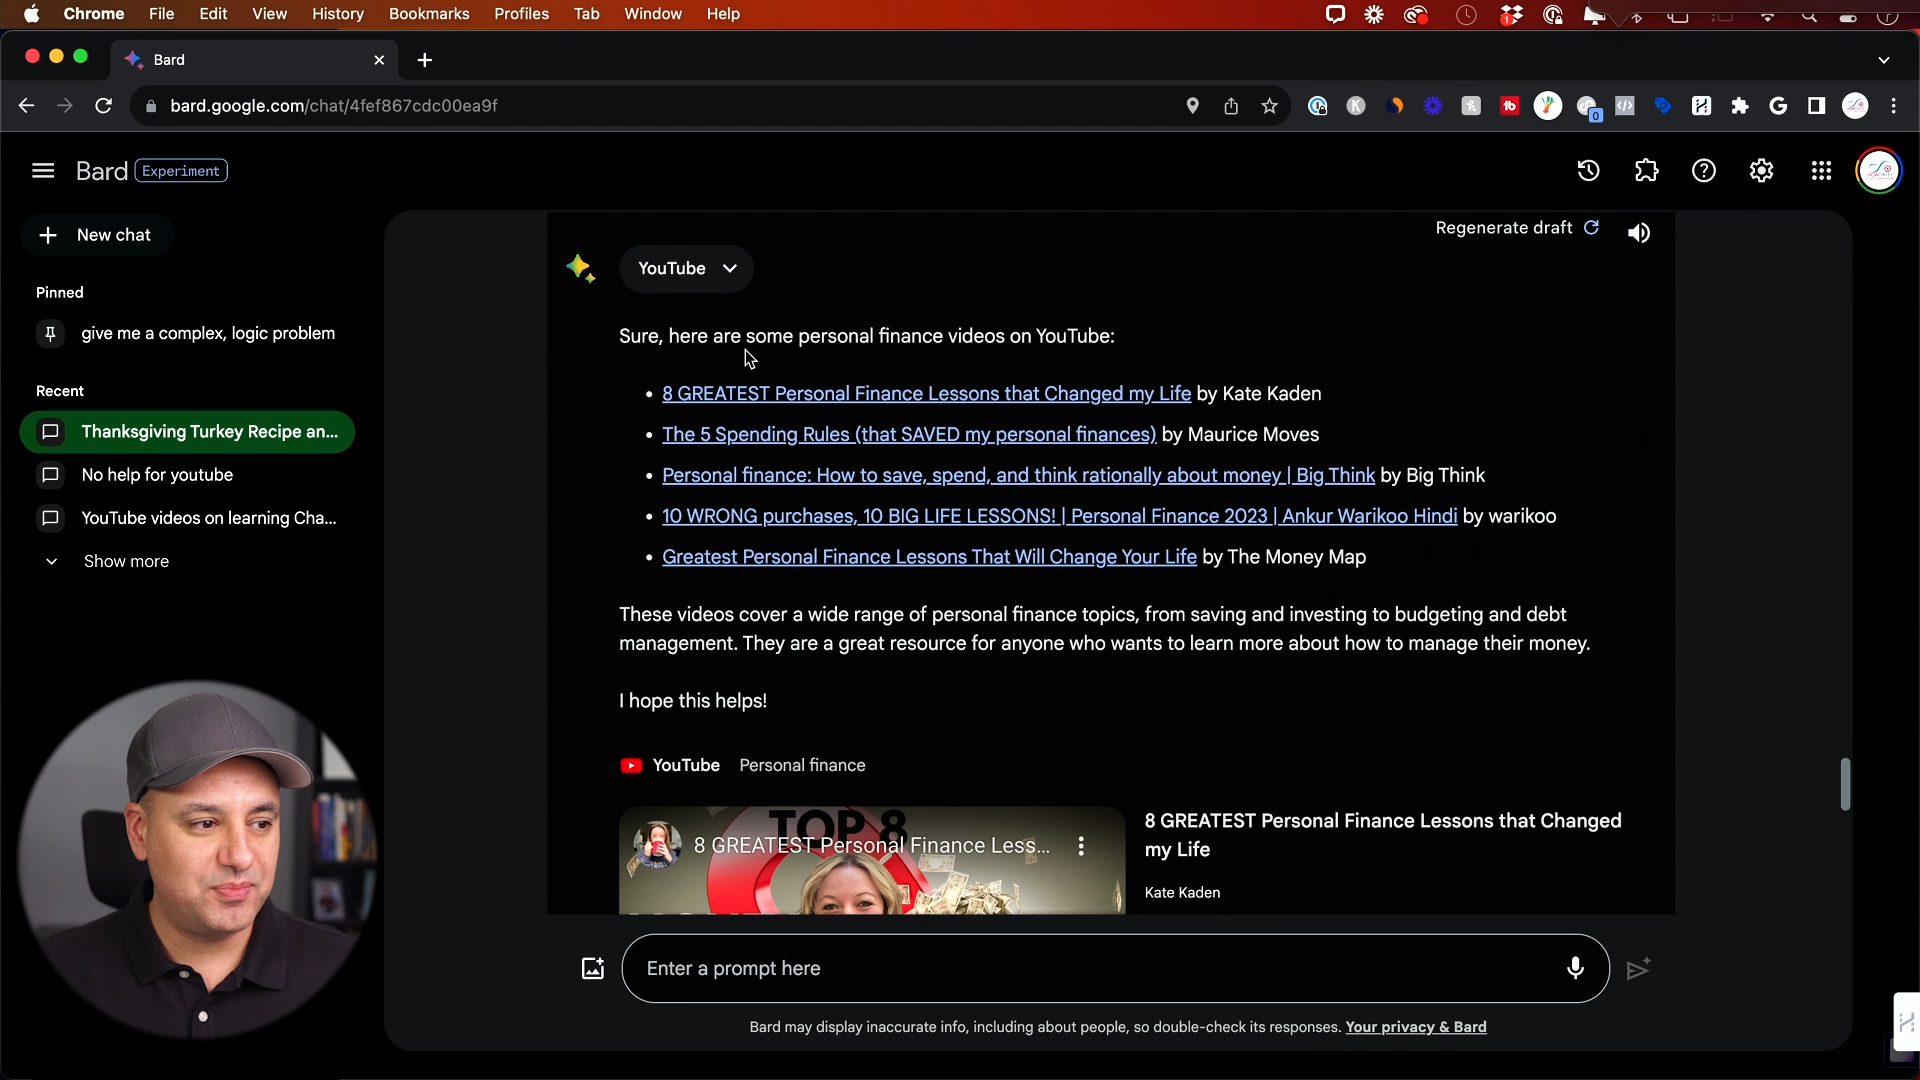 Chrome File Edit View History Bookmarks Profiles Tab Window Help
Bard
bard.google.com/chat/4fef867cdc00ea9f
Bard Experiment
New chat
Pinned
give me a complex, logic problem
Recent
Thanksgiving Turkey Recipe an...
No help for youtube
YouTube videos on learning Cha...
Show more
Regenerate draft
YouTube
Sure, here are some personal finance videos on YouTube:
• 8 GREATEST Personal Finance Lessons that Changed my Life by Kate Kaden
• The 5 Spending Rules (that SAVED my personal finances) by Maurice Moves
• Personal finance: How to save, spend, and think rationally about money | Big Think by Big Think
• 10 WRONG purchases, 10 BIG LIFE LESSONS! | Personal Finance 2023 | Ankur Warikoo Hindi by warikoo
• Greatest Personal Finance Lessons That Will Change Your Life by The Money Map
These videos cover a wide range of personal finance topics, from saving and investing to budgeting and debt
management. They are a great resource for anyone who wants to learn more about how to manage their money.
I hope this helps!
YouTube Personal finance
TOP 8
8 GREATEST Personal Finance Less...
8 GREATEST Personal Finance Lessons that Changed
my Life
Kate Kaden
Enter a prompt here
Bard may display inaccurate info, including about people, so double-check its responses. Your privacy & Bard